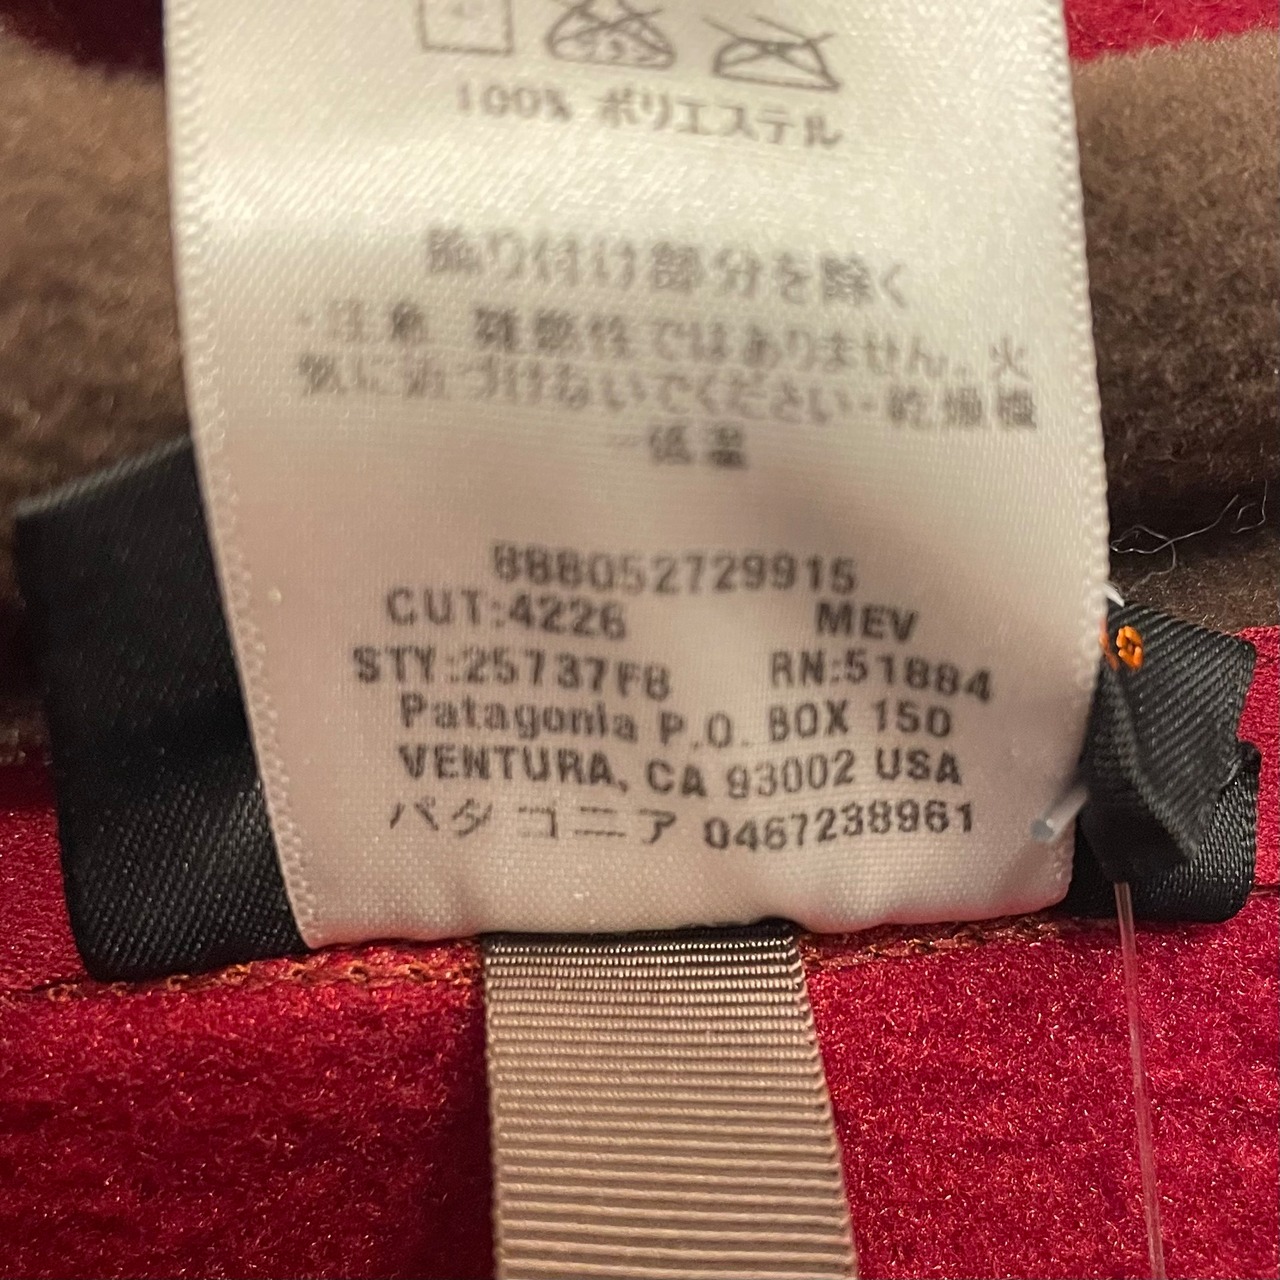 100% ポリエステル
飾り付け部分を除く
・注意 難燃性ではありません。火
気に近づけないでください-乾燥機
-低温
888052729915
CUT:4226 MEV
STY:25737F8 RN:51884
Patagonia P.O. BOX 150
VENTURA, CA 93002 USA
パタゴニア 0467238961